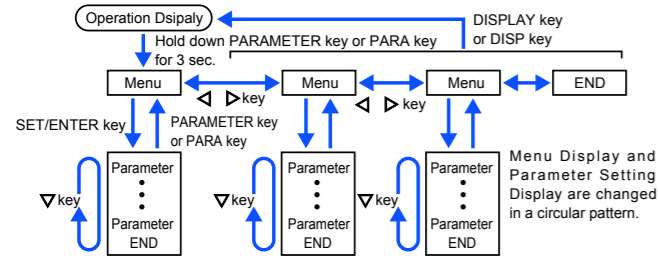 Operation Dsipaly
DISPLAY key
or DISP key
Hold down PARAMETER key or PARA key
for 3 sec.
Menu
Menu
Menu
END
key
key
SET/ENTER key
PARAMETER key
or PARA key
Parameter
Parameter
END
key
Parameter
Parameter
END
key
Parameter
Parameter
END
key
Menu Display and
Parameter Setting
Display are changed
in a circular pattern.